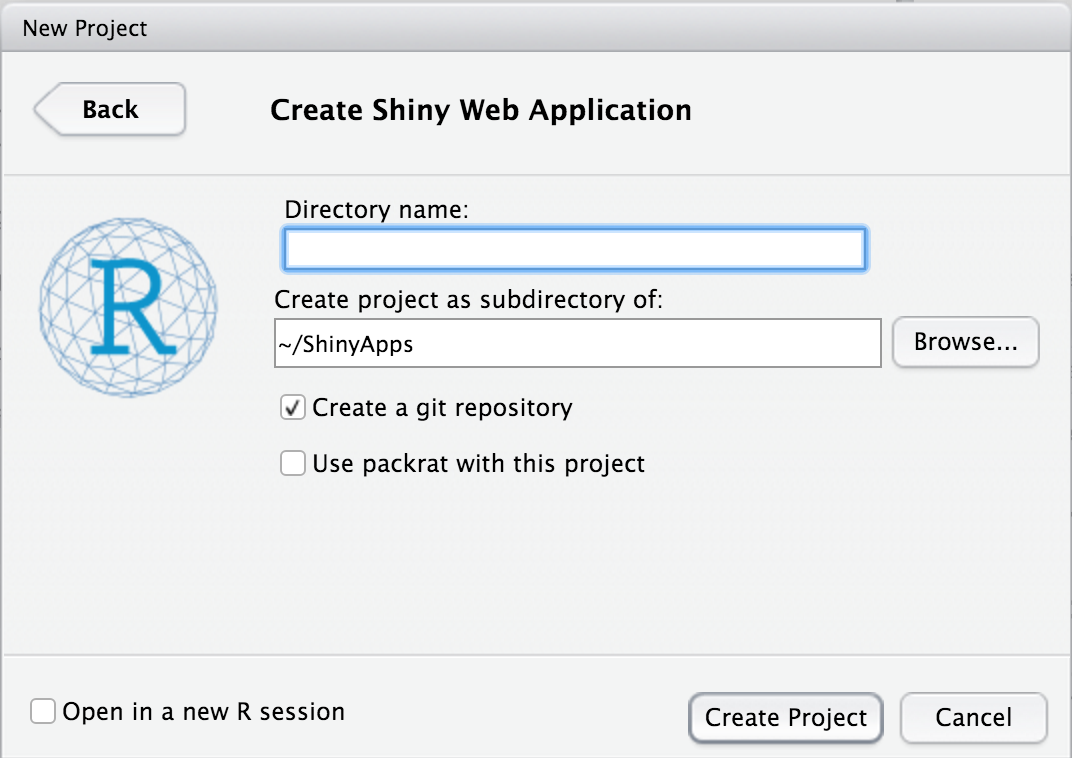 New Project
Back
Create Shiny Web Application
Directory name:
R
Create project as subdirectory of:
~/ShinyApps
Browse...
Create a git repository
Use packrat with this project
Open in a new R session
Create Project
Cancel